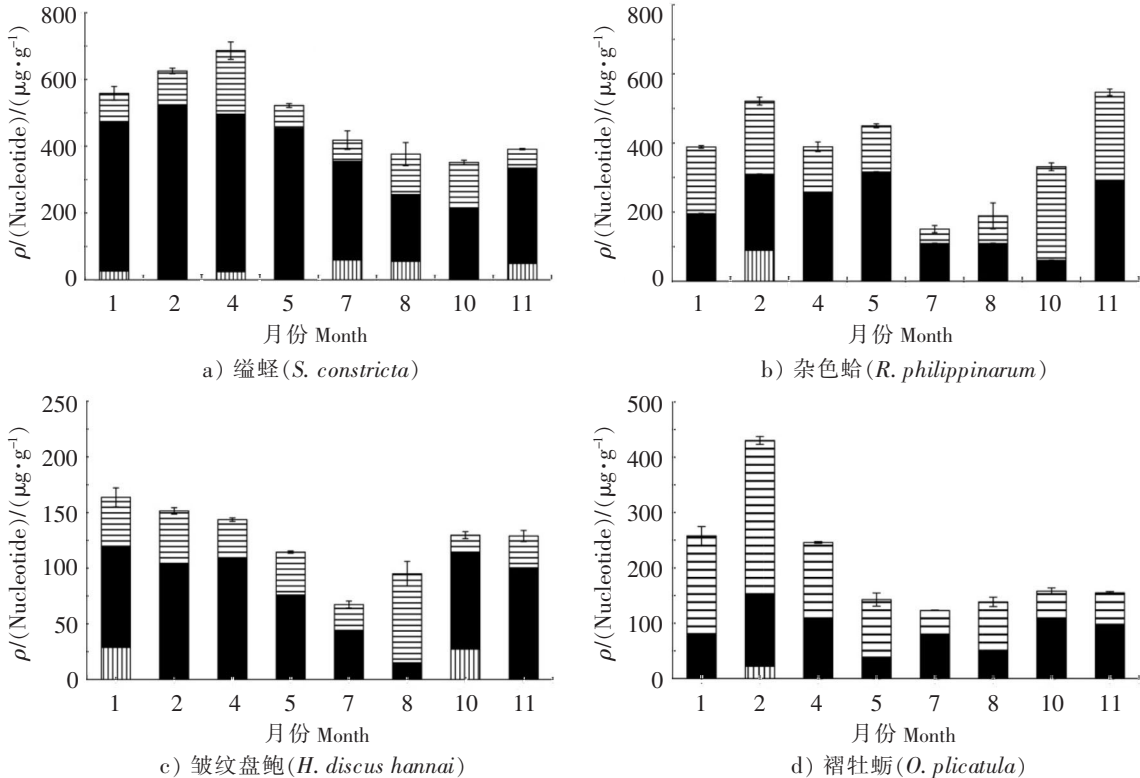 800
600
400
200
0
ρ/(Nucleotide)/(μg·g⁻¹)
1 2 4 5 7 8 10 11
月份 Month
a) 缢蛏(S. constricta)
800
600
400
200
0
ρ/(Nucleotide)/(μg·g⁻¹)
1 2 4 5 7 8 10 11
月份 Month
b) 杂色蛤(R. philippinarum)
250
200
150
100
50
0
ρ/(Nucleotide)/(μg·g⁻¹)
1 2 4 5 7 8 10 11
月份 Month
c) 皱纹盘鲍(H. discus hannai)
500
400
300
300
100
0
ρ/(Nucleotide)/(μg·g⁻¹)
1 2 4 5 7 8 10 11
月份 Month
d) 褶牡蛎(O. plicatula)